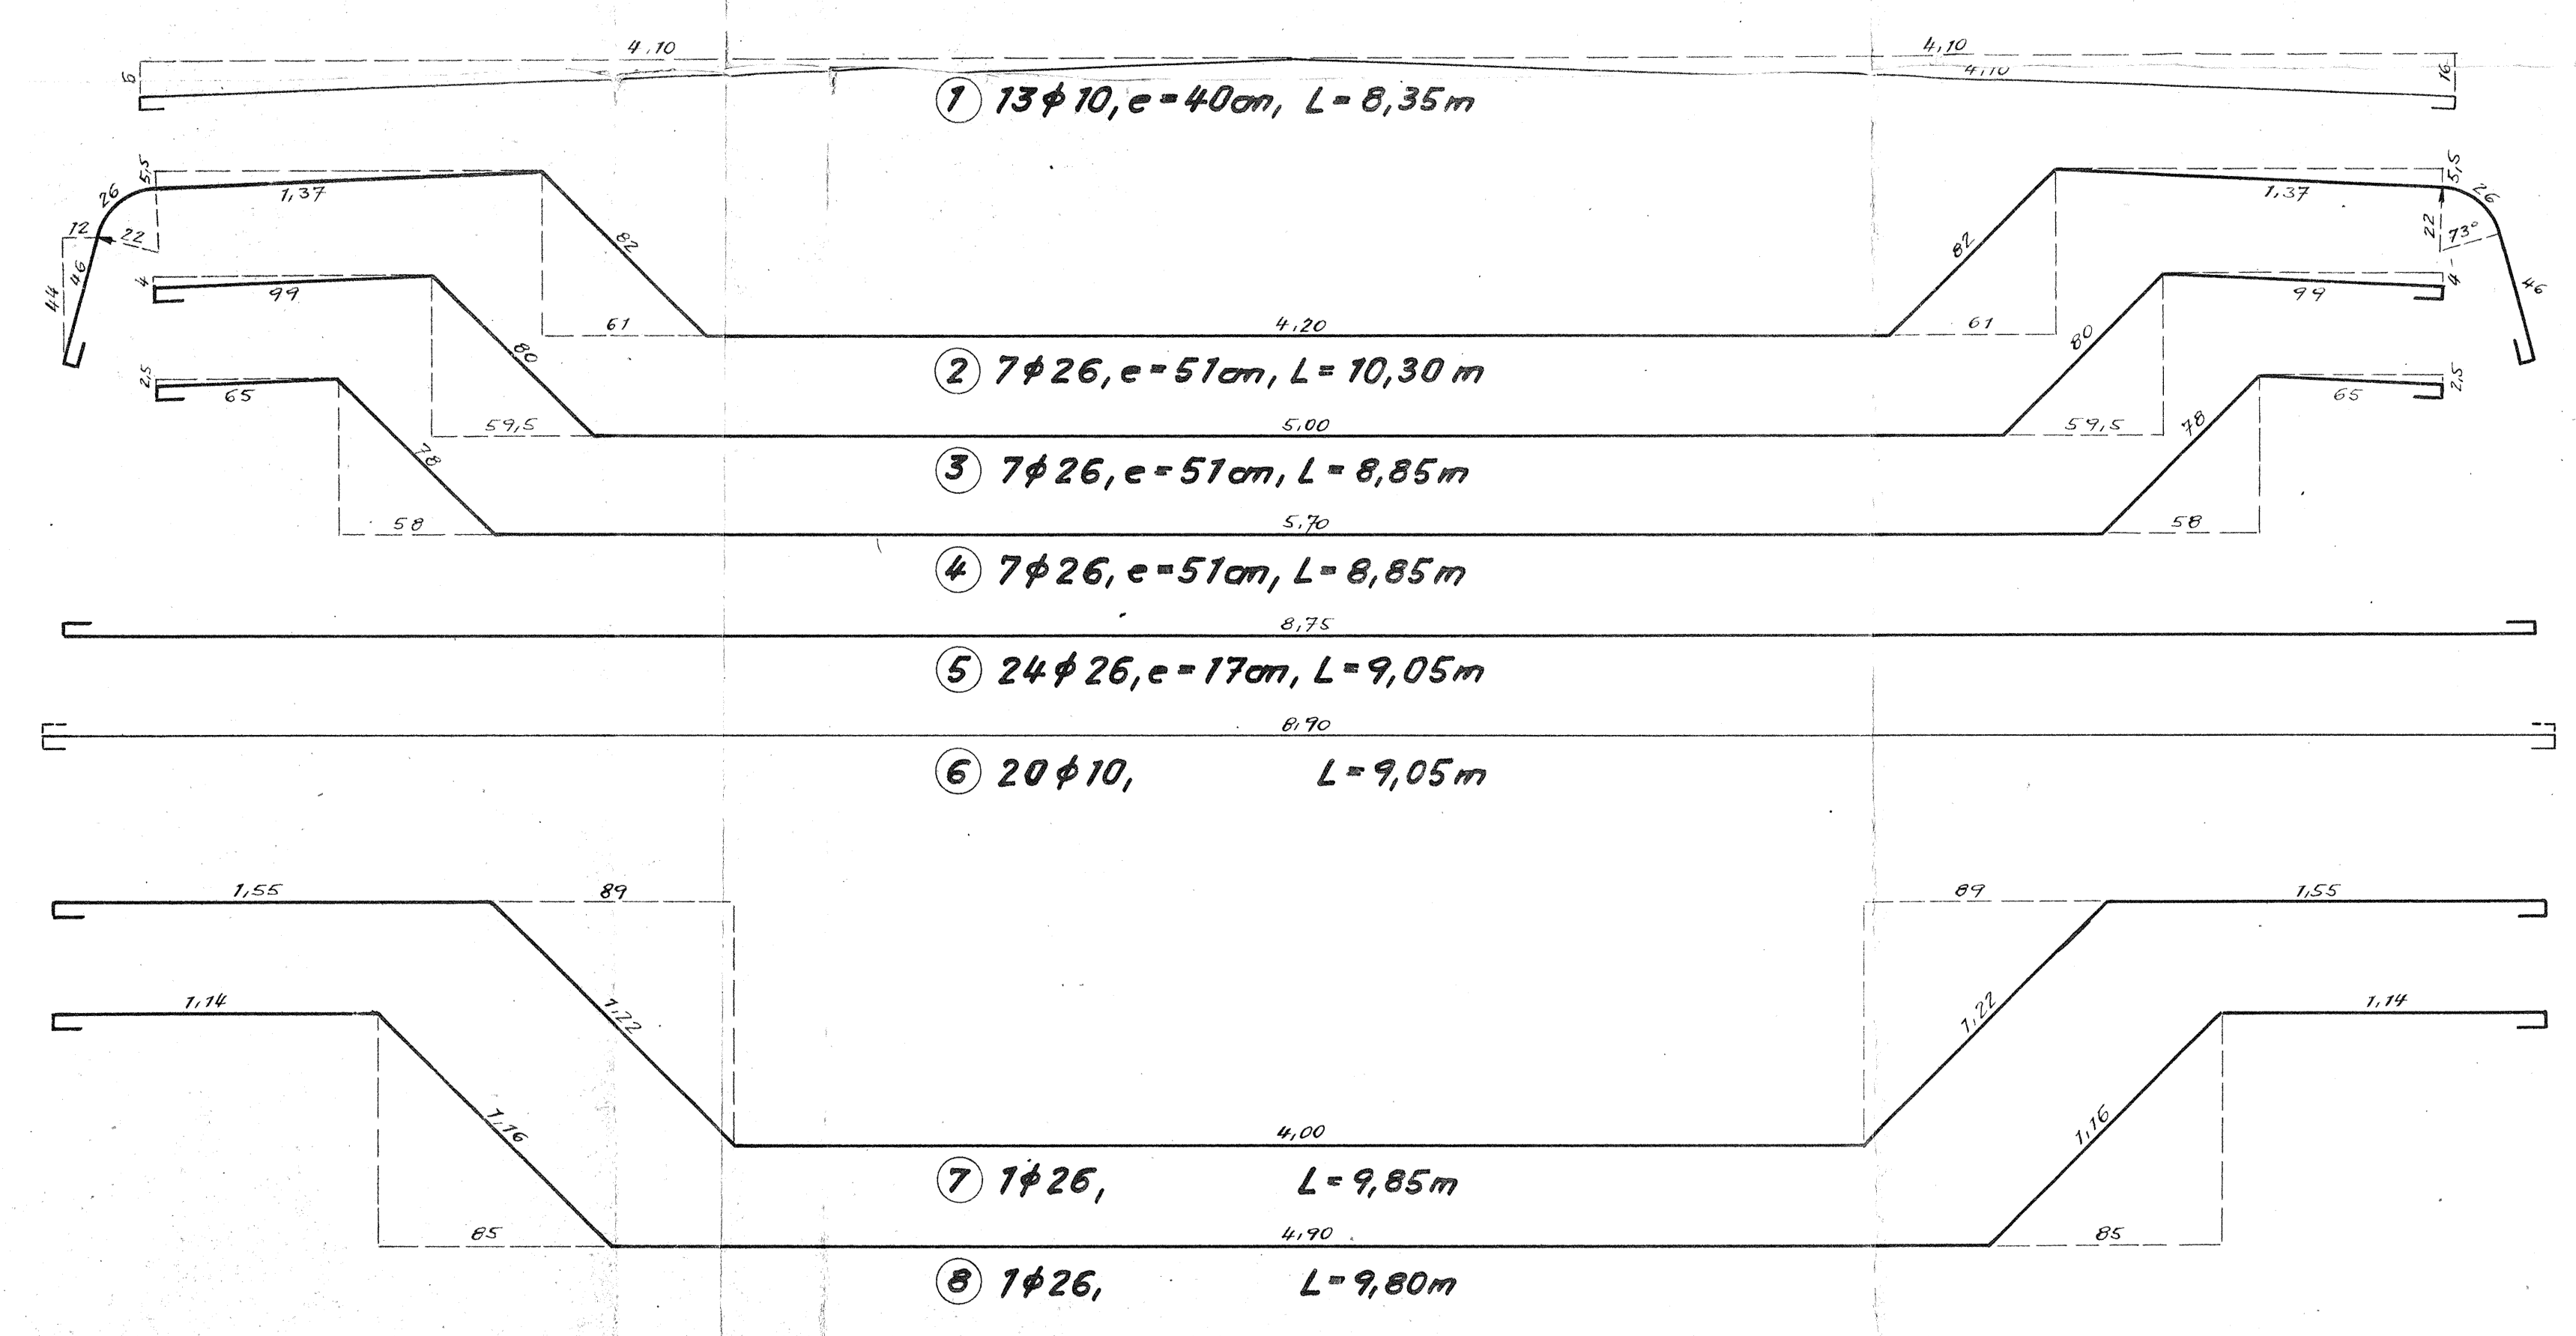 4,10 4,10
5 4,10 16
① 13φ10, e=40cm, L=8,35m
26 5,5 1,37 82 82 1,37 5,5 26
12 22 22 73°
44 46 61 4,20 61 46
② 7φ26, e=51cm, L=10,30m
4 99 80 80 99 4
59,5 5,00 59,5
③ 7φ26, e=51cm, L=8,85m
2,5 65 78 78 65 2,5
58 5,70 58
④ 7φ26, e=51cm, L=8,85m
8,75
⑤ 24φ26, e=17cm, L=9,05m
8,90
⑥ 20φ10, L=9,05m
1,55 89 89 1,55
1,22 1,22
4,00
⑦ 1φ26, L=9,85m
1,14 1,16 1,16 1,14
85 4,90 85
⑧ 1φ26, L=9,80m